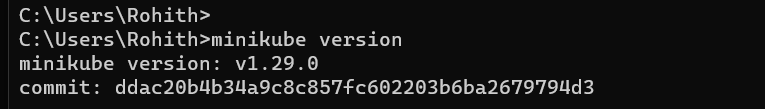 C:\Users\Rohith>
C:\Users\Rohith>minikube version
minikube version: v1.29.0
commit: ddac20b4b34a9c8c857fc602203b6ba2679794d3